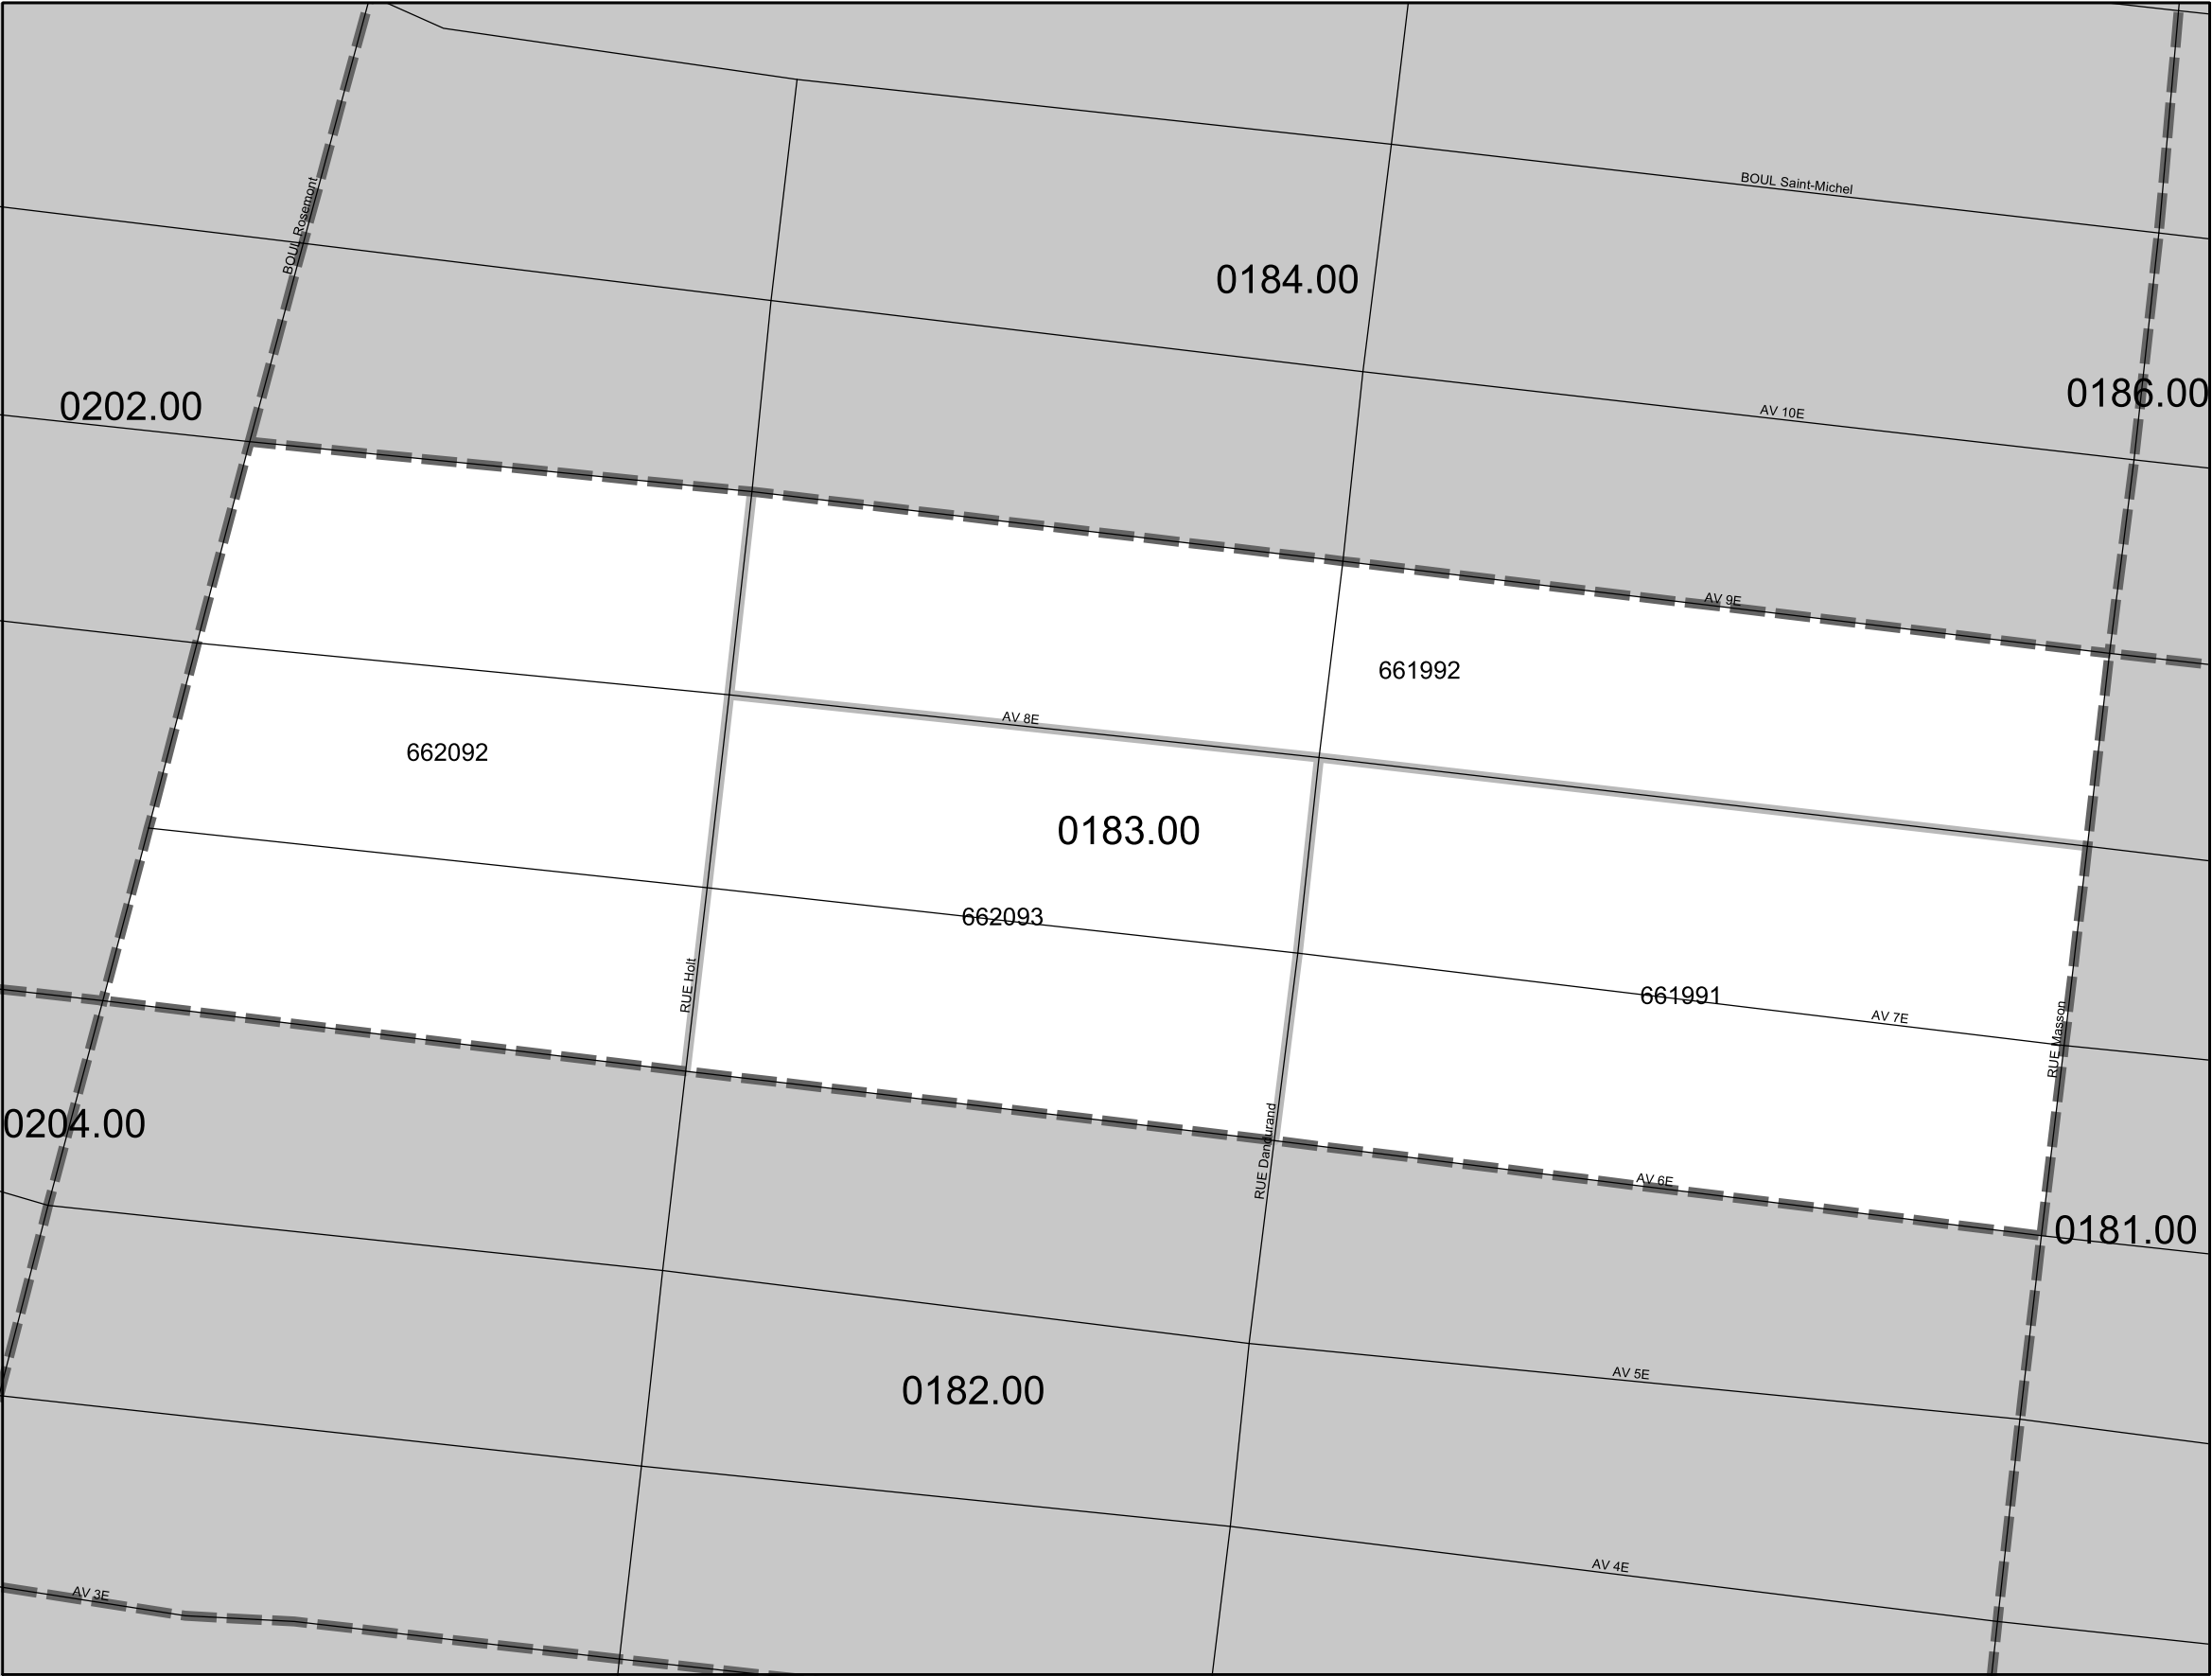 BOUL Saint-Michel
BOUL Rosemont
0184.00
0202.00
0186.00
AV 10E
AV 9E
661992
AV 8E
662092
0183.00
662093
661991
AV 7E
RUE Holt
RUE Masson
0204.00
RUE Dandurand
AV 6E
0181.00
AV 5E
0182.00
AV 4E
AV 3E